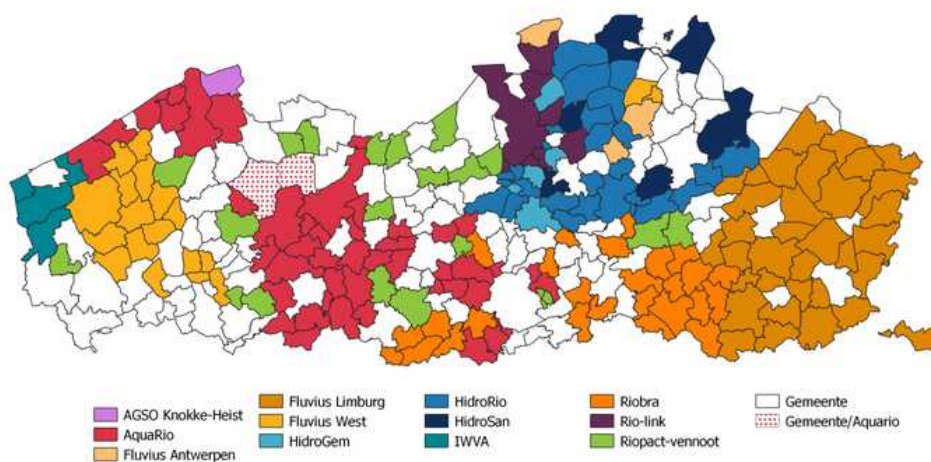 AGSO Knokke-Heist
AquaRio
Fluvius Antwerpen
Fluvius Limburg
Fluvius West
HidroGem
HidroRio
HidroSan
IWVA
Riobra
Rio-link
Riopact-vennoot
Gemeente
Gemeente/Aquario